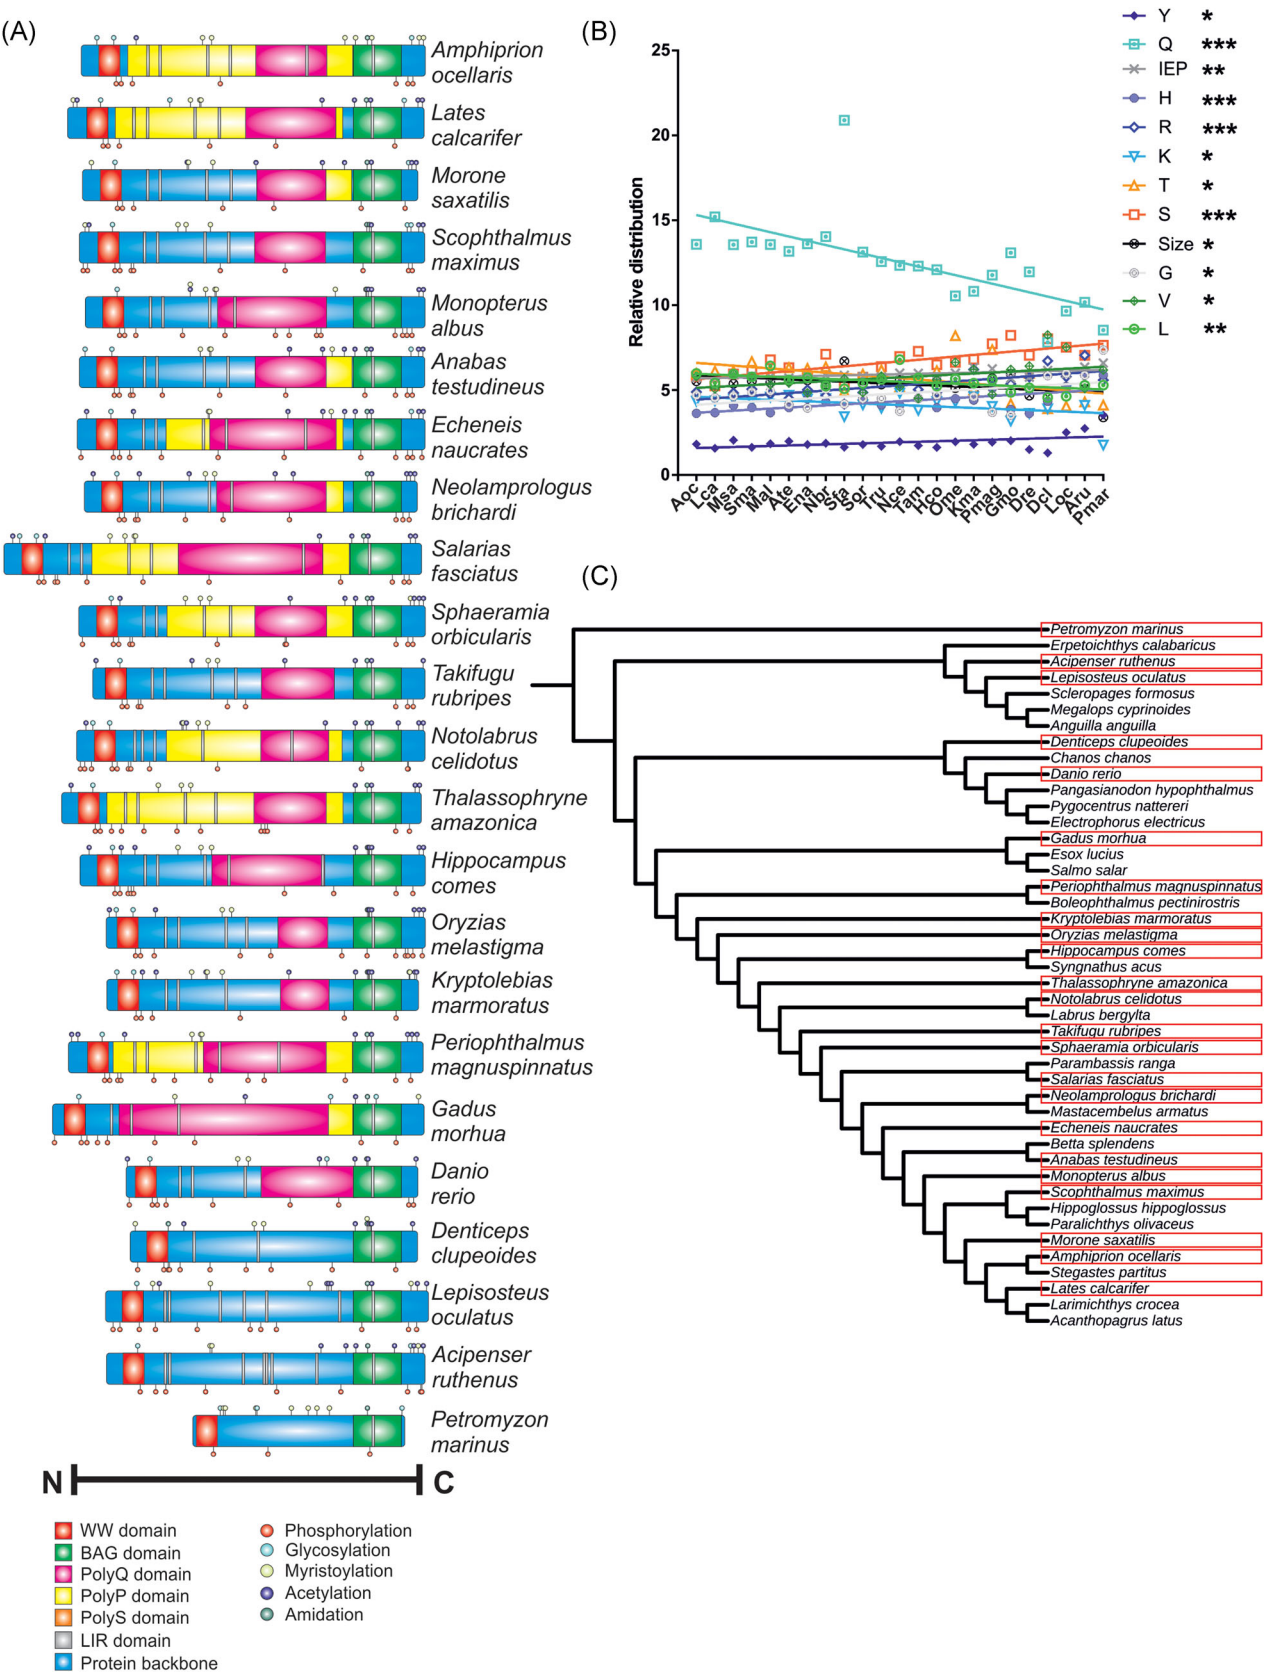 (A)
Amphiprion
ocellaris
Lates
calcarifer
Morone
saxatilis
Scophthalmus
maximus
Monopterus
albus
Anabas
testudineus
Echeneis
naucrates
Neolamprologus
brichardi
Salarias
fasciatus
Sphaeramia
orbicularis
Takifugu
rubripes
Notolabrus
celidotus
Thalassophryne
amazonica
Hippocampus
comes
Oryzias
melastigma
Kryptolebias
marmoratus
Periophthalmus
magnuspinnatus
Gadus
morhua
Danio
rerio
Denticeps
clupeoides
Lepisosteus
oculatus
Acipenser
ruthenus
Petromyzon
marinus
N C
WW domain
BAG domain
PolyQ domain
PolyP domain
PolyS domain
LIR domain
Protein backbone
Phosphorylation
Glycosylation
Myristoylation
Acetylation
Amidation
(B)
Relative distribution
25
20
15
10
5
0
Aoc
Lca
Msa
Sma
Mal
Ate
Ena
Nbr
Sfa
Sor
Tru
Nce
Tam
Hco
Ome
Kma
Pmag
Gmo
Dre
Dcl
Loc
Aru
Pmar
Y *
Q ***
IEP **
H ***
R ***
K *
T *
S ***
Size *
G *
V *
L **
(C)
Petromyzon marinus
Erpetoichthys calabaricus
Acipenser ruthenus
Lepisosteus oculatus
Scleropages formosus
Megalops cyprinoides
Anguilla anguilla
Denticeps clupeoides
Chanos chanos
Danio rerio
Pangasianodon hypophthalmus
Pygocentrus nattereri
Electrophorus electricus
Gadus morhua
Esox lucius
Salmo salar
Periophthalmus magnuspinnatus
Boleophthalmus pectinirostris
Kryptolebias marmoratus
Oryzias melastigma
Hippocampus comes
Syngnathus acus
Thalassophryne amazonica
Notolabrus celidotus
Labrus bergylta
Takifugu rubripes
Sphaeramia orbicularis
Parambassis ranga
Salarias fasciatus
Neolamprologus brichardi
Mastacembelus armatus
Echeneis naucrates
Betta splendens
Anabas testudineus
Monopterus albus
Scophthalmus maximus
Hippoglossus hippoglossus
Paralichthys olivaceus
Morone saxatilis
Amphiprion ocellaris
Stegastes partitus
Lates calcarifer
Larimichthys crocea
Acanthopagrus latus